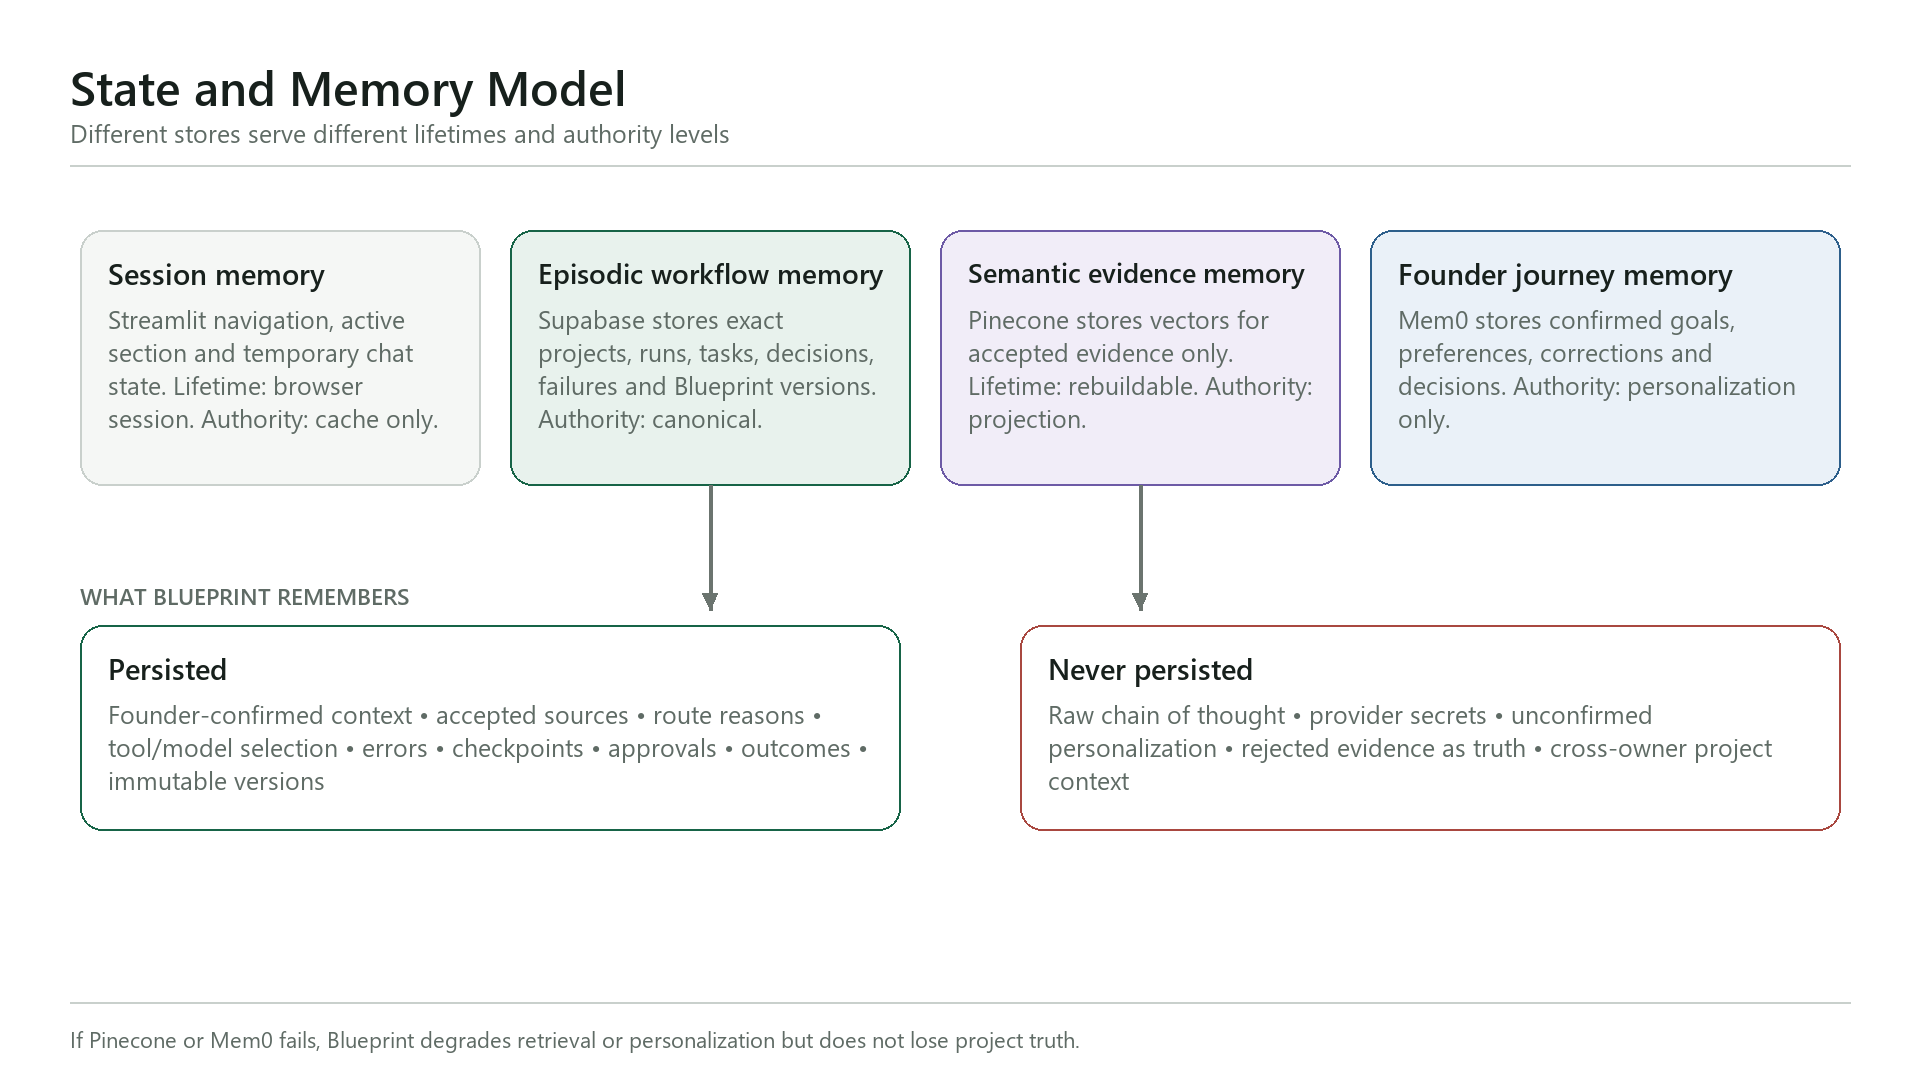 State and Memory Model
Different stores serve different lifetimes and authority levels
Session memory
Streamlit navigation, active
section and temporary chat
state. Lifetime: browser
session. Authority: cache only.
Episodic workflow memory
Supabase stores exact
projects, runs, tasks, decisions,
failures and Blueprint versions.
Authority: canonical.
Semantic evidence memory
Pinecone stores vectors for
accepted evidence only.
Lifetime: rebuildable. Authority:
projection.
Founder journey memory
Mem0 stores confirmed goals,
preferences, corrections and
decisions. Authority: personalization
only.
WHAT BLUEPRINT REMEMBERS
Persisted
Founder-confirmed context • accepted sources • route reasons •
tool/model selection • errors • checkpoints • approvals • outcomes •
immutable versions
Never persisted
Raw chain of thought • provider secrets • unconfirmed
personalization • rejected evidence as truth • cross-owner project
context
If Pinecone or Mem0 fails, Blueprint degrades retrieval or personalization but does not lose project truth.